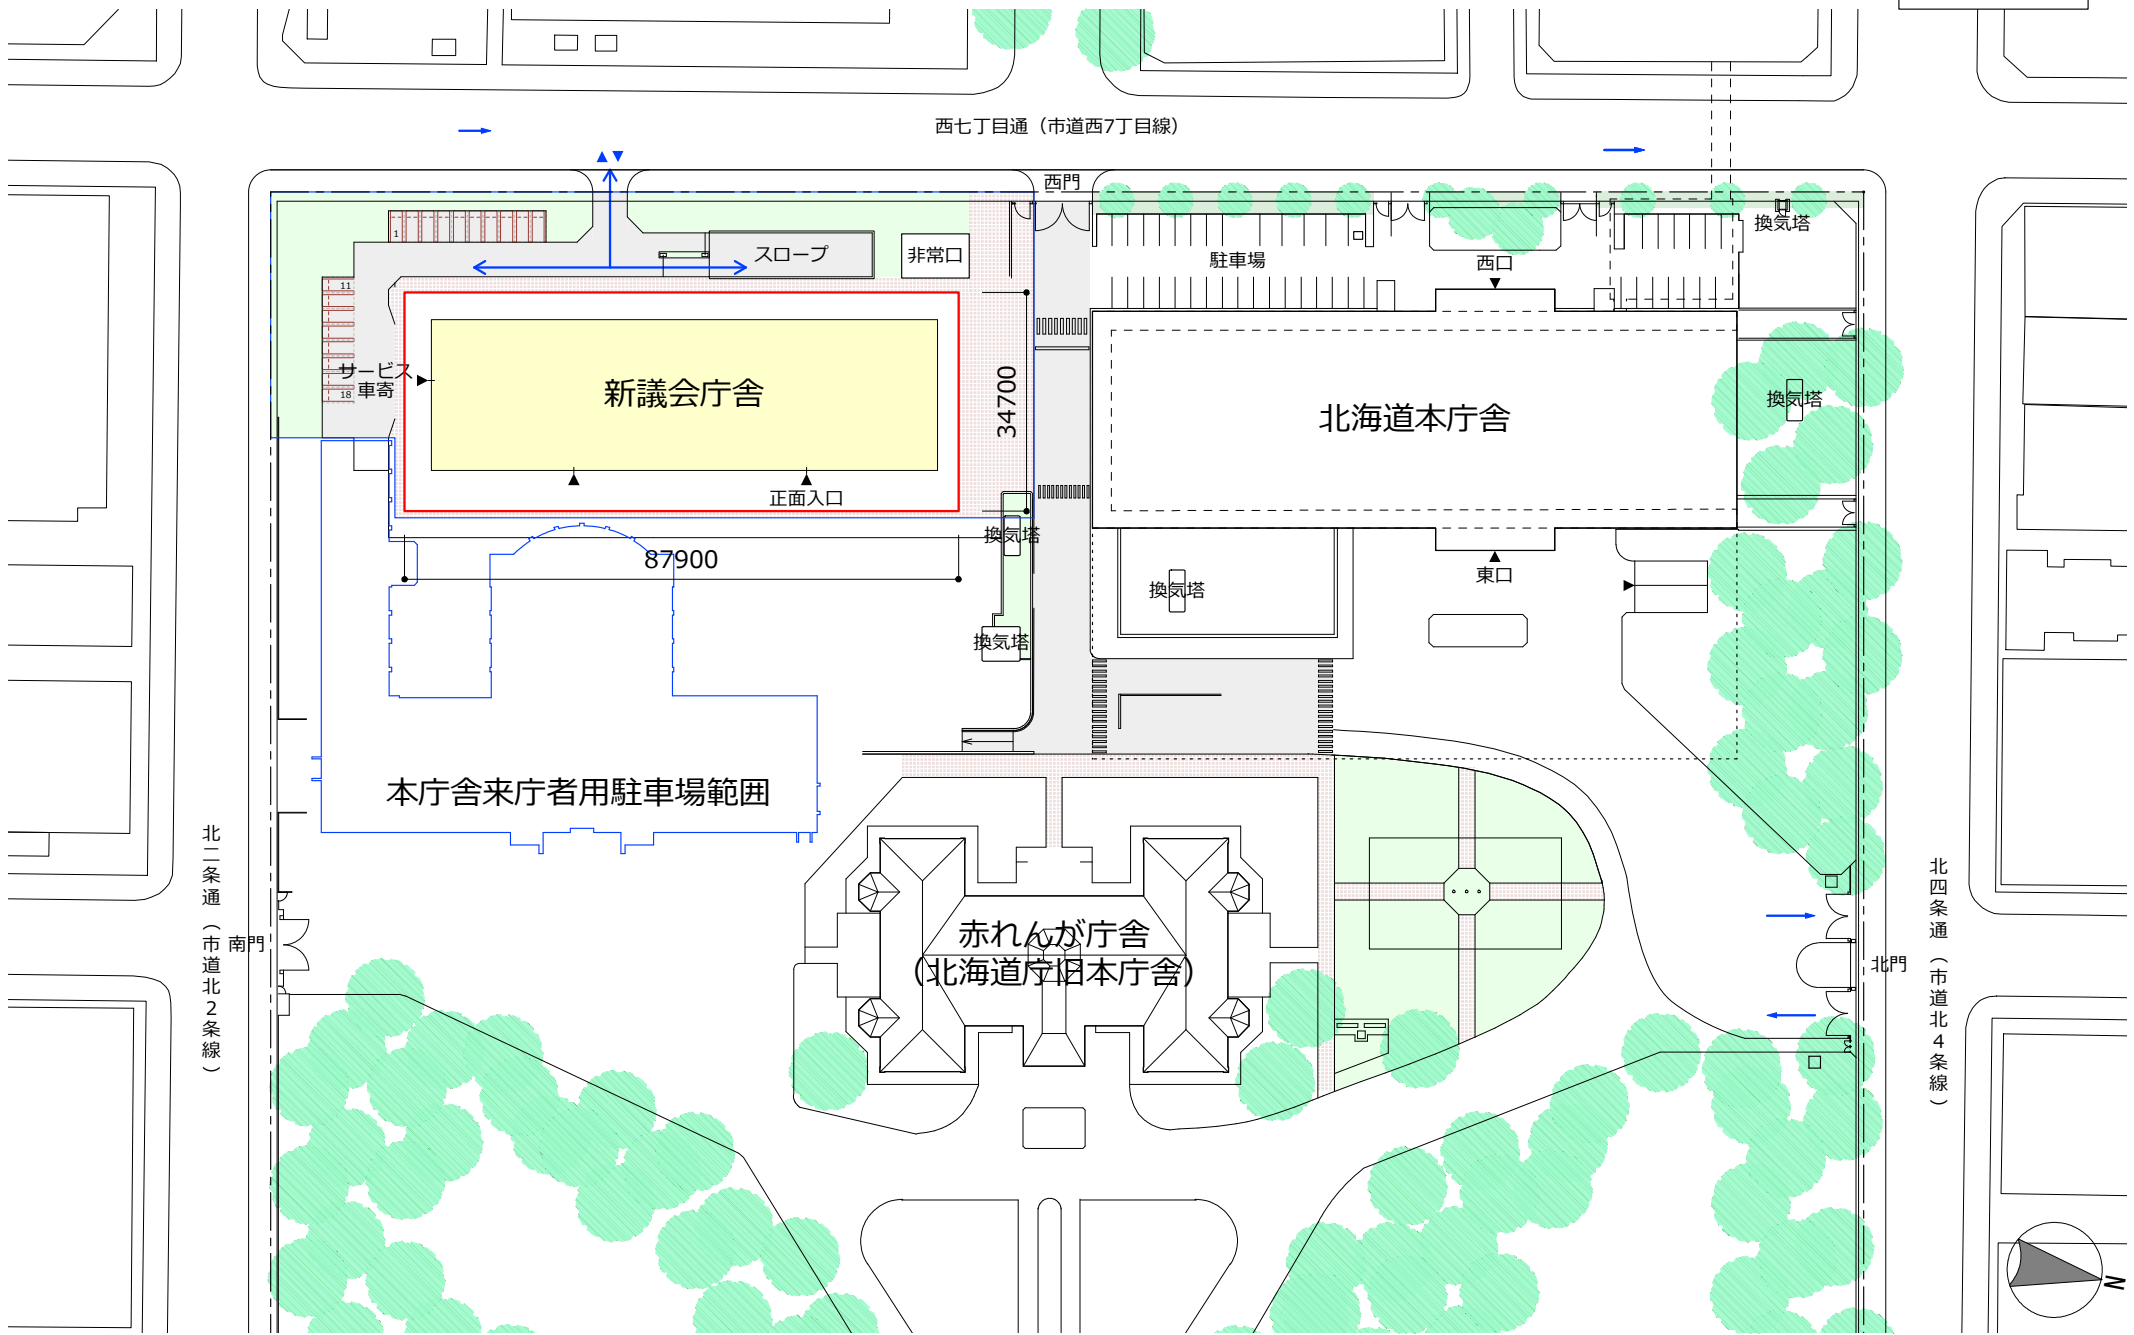 西七丁目通（市道西7丁目線）
西門
換気塔
1
スロープ
非常口
駐車場
西口
11
サービス
車寄
18
新議会庁舎
34700
北海道本庁舎
換気塔
正面入口
換気塔
87900
東口
換気塔
換気塔
本庁舎来庁者用駐車場範囲
北二条通（市道北2条線）
南門
赤れんが庁舎
（北海道庁旧本庁舎）
北四条通（市道北4条線）
北門
N